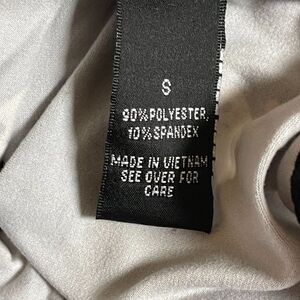 S
90%POLYESTER,
10%SPANDEX
MADE IN VIETNAM
SEE OVER FOR
CARE